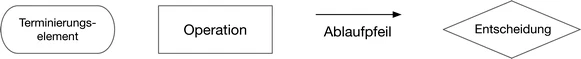 Terminierungs-
element
Operation
Ablaufpfeil
Entscheidung